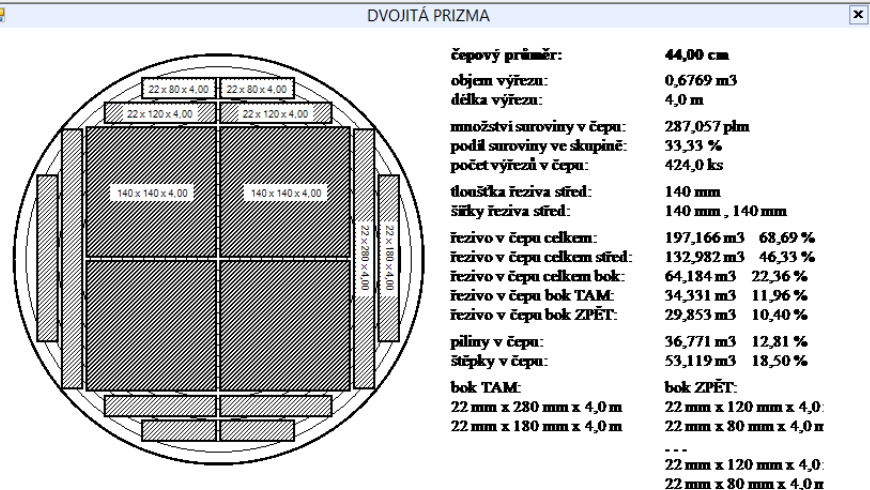 DVOJITÁ PRIZMA
22 x 80 x 4,00 22 x 80 x 4,00
22 x 120 x 4,00 22 x 120 x 4,00
140 x 140 x 4,00 140 x 140 x 4,00
22 x 280 x 4,00
22 x 180 x 4,00
čepový průměr: 44,00 cm
objem výřezu: 0,6769 m3
délka výřezu: 4,0 m
množství suroviny v čepu: 287,057 plm
podíl suroviny ve skupině: 33,33 %
počet výřezů v čepu: 424,0 ks
tloušťka řeziva střed: 140 mm
šířky řeziva střed: 140 mm , 140 mm
řezivo v čepu celkem: 197,166 m3 68,69 %
řezivo v čepu celkem střed: 132,982 m3 46,33 %
řezivo v čepu celkem bok: 64,184 m3 22,36 %
řezivo v čepu bok TAM: 34,331 m3 11,96 %
řezivo v čepu bok ZPĚT: 29,853 m3 10,40 %
piliny v čepu: 36,771 m3 12,81 %
štěpky v čepu: 53,119 m3 18,50 %
bok TAM: bok ZPĚT:
22 mm x 280 mm x 4,0 m 22 mm x 120 mm x 4,0
22 mm x 180 mm x 4,0 m 22 mm x 80 mm x 4,0 m
- - -
22 mm x 120 mm x 4,0
22 mm x 80 mm x 4,0 m